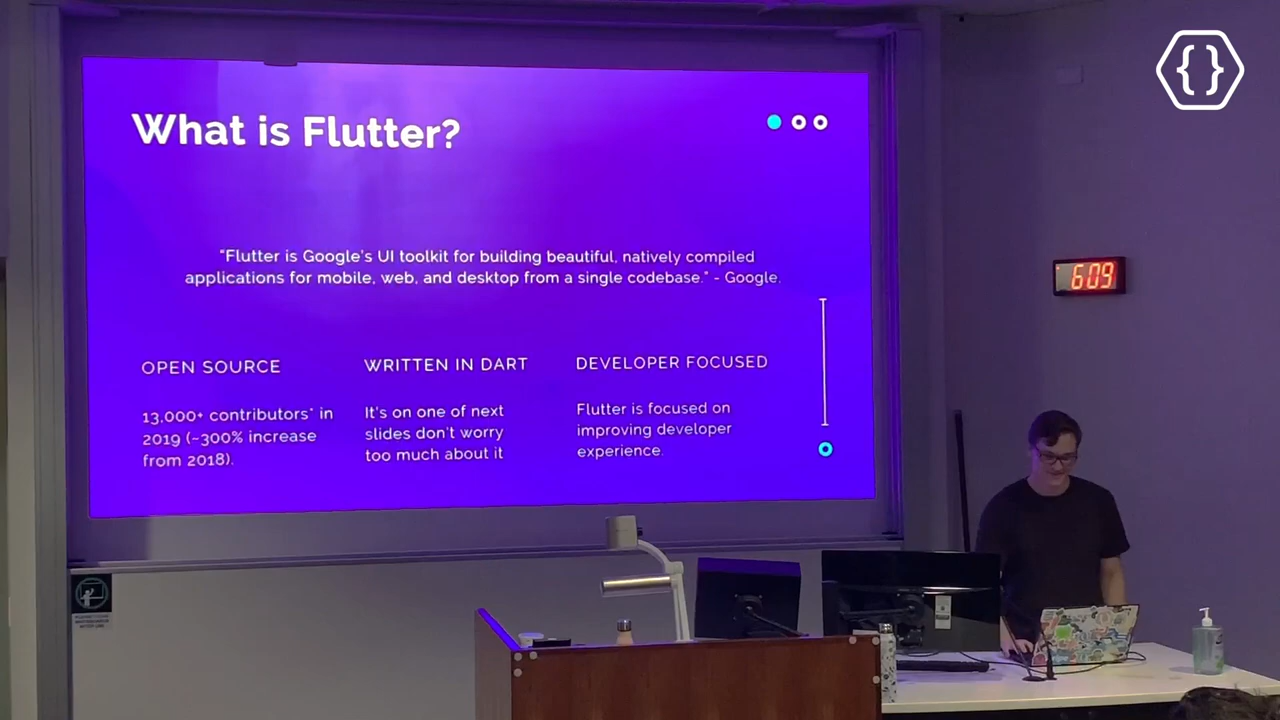 What is Flutter?
"Flutter is Google's UI toolkit for building beautiful, natively compiled
applications for mobile, web, and desktop from a single codebase." - Google.
OPEN SOURCE
13,000+ contributors* in
2019 (~300% increase
from 2018).
WRITTEN IN DART
It's on one of next
slides don't worry
too much about it
DEVELOPER FOCUSED
Flutter is focused on
improving developer
experience.
{}
609